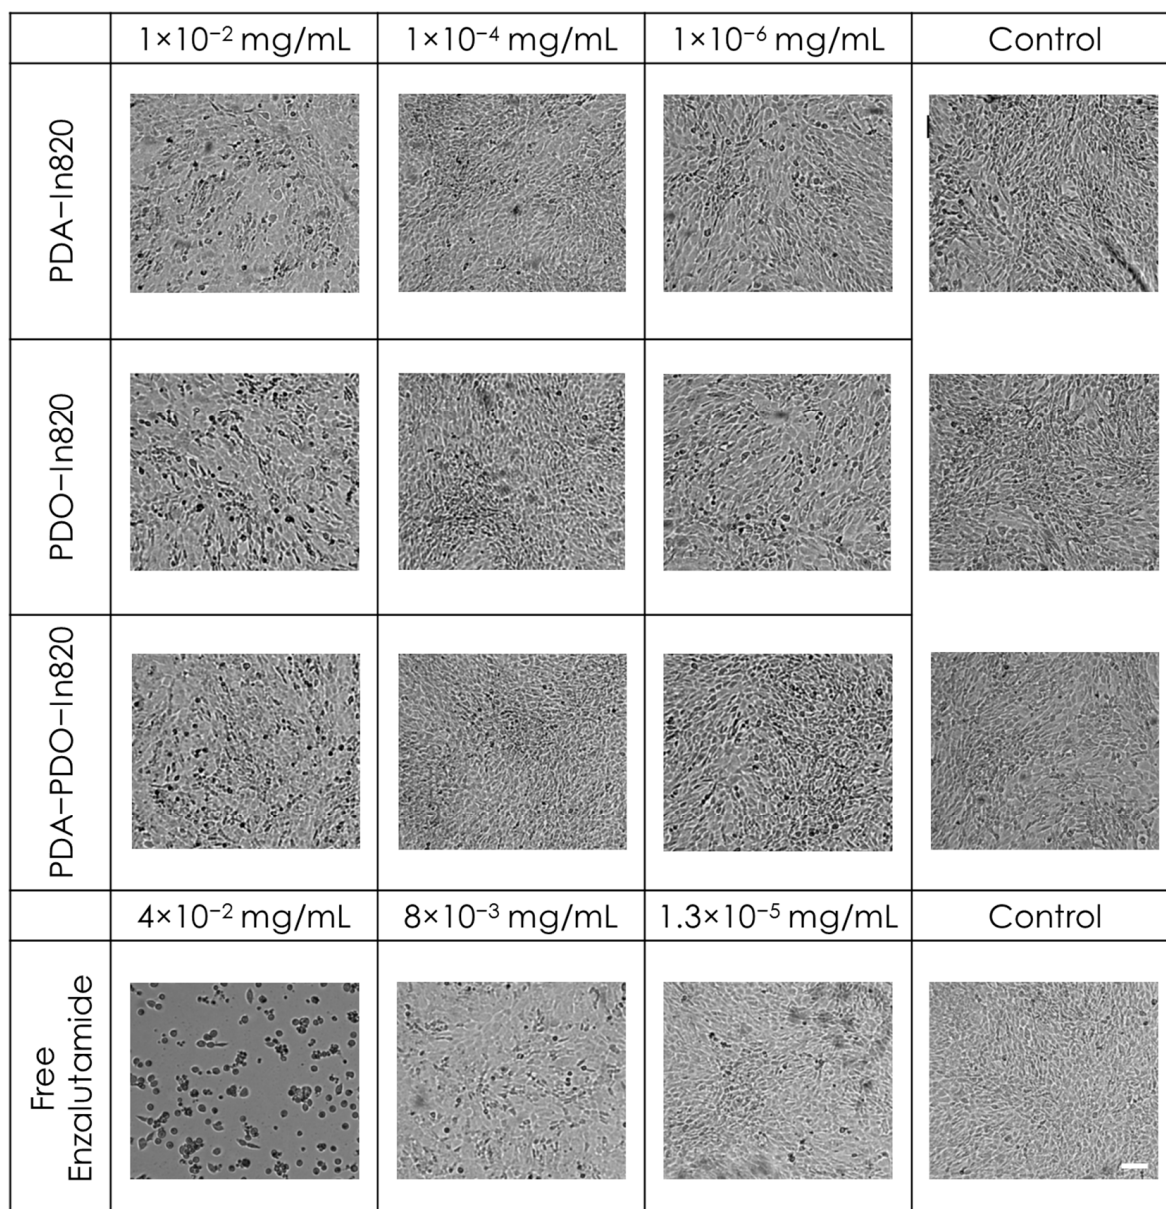 1×10⁻² mg/mL 1×10⁻⁴ mg/mL 1×10⁻⁶ mg/mL Control
PDA–In820
PDO–In820
PDA–PDO–In820
4×10⁻² mg/mL 8×10⁻³ mg/mL 1.3×10⁻⁵ mg/mL Control
Free
Enzalutamide